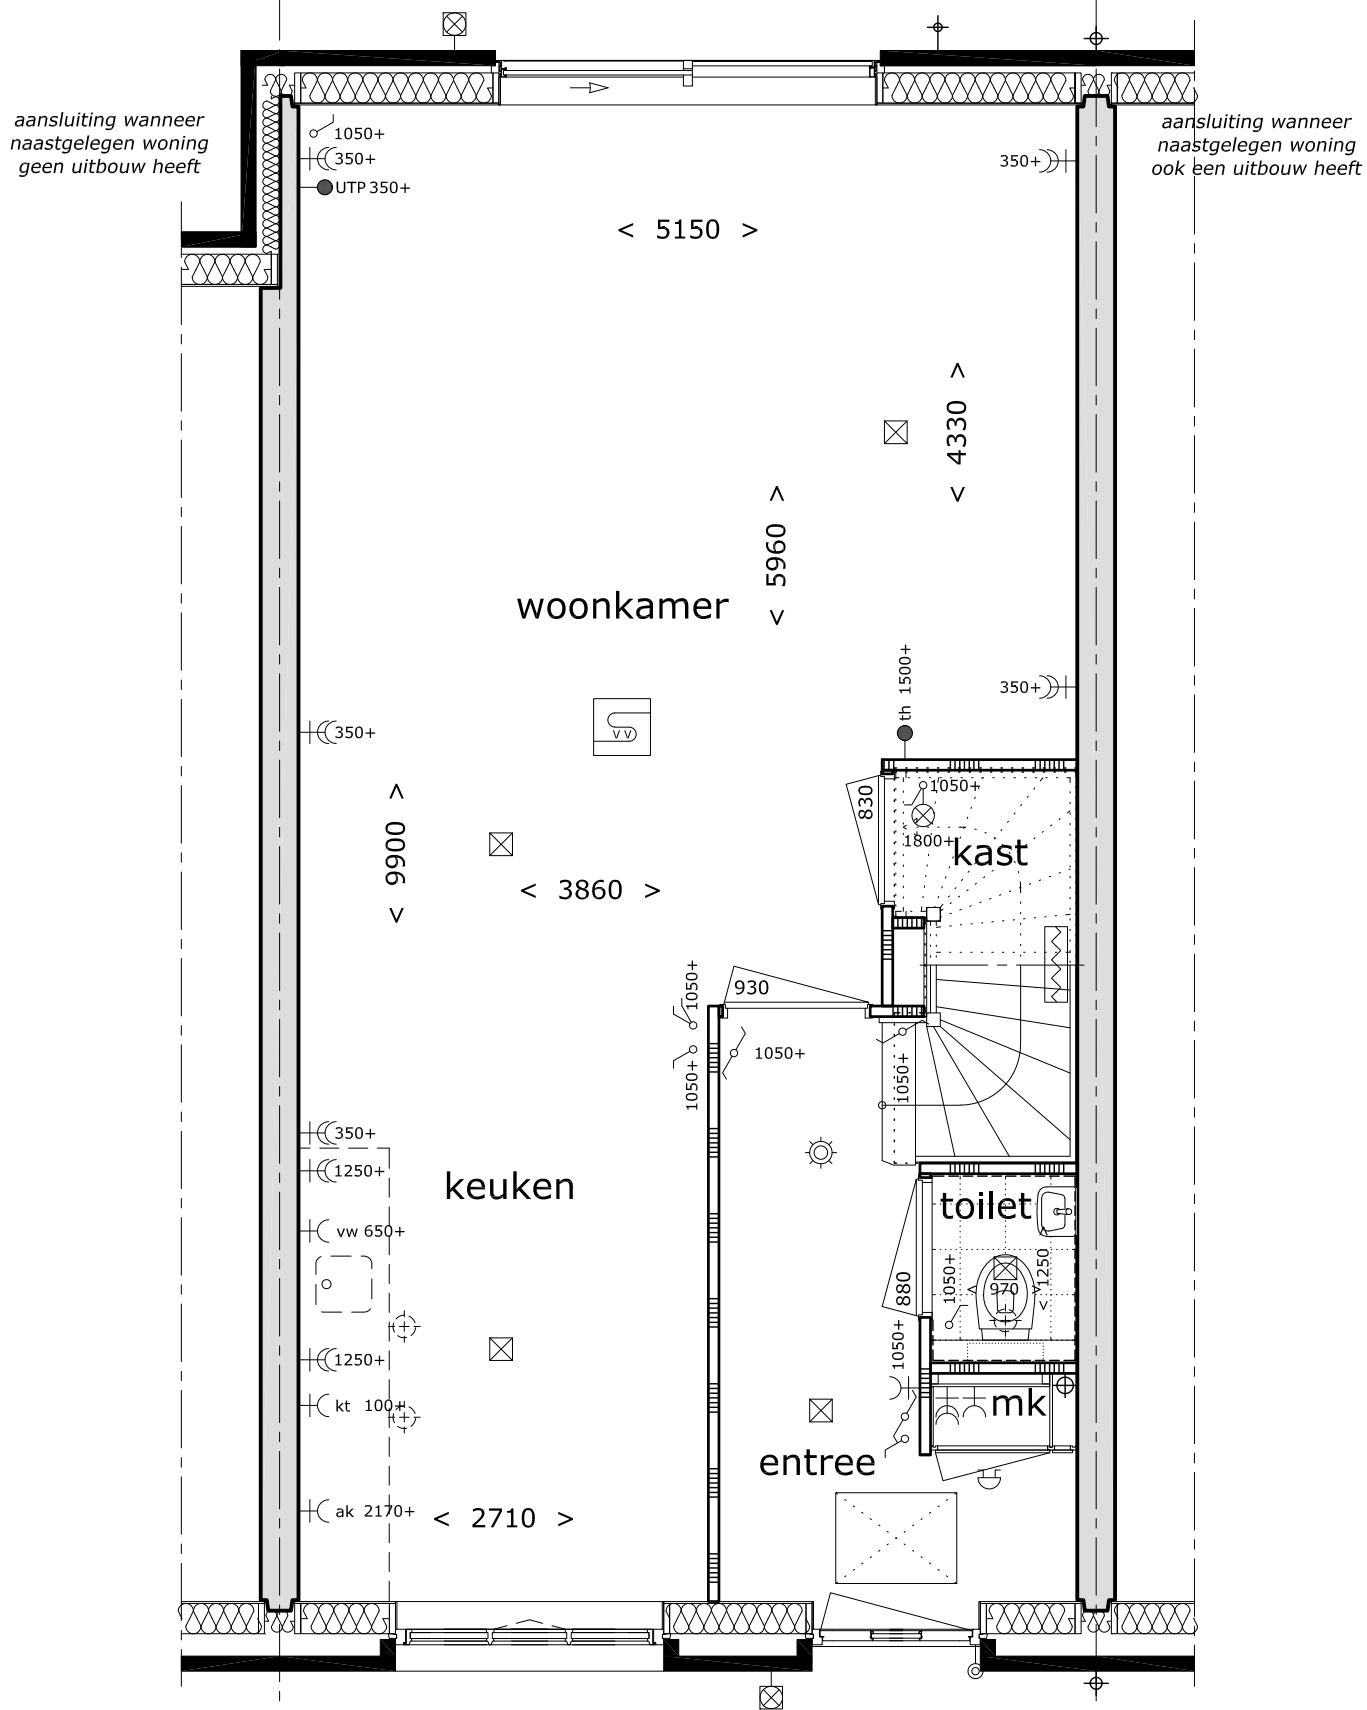 aansluiting wanneer
naastgelegen woning
geen uitbouw heeft
aansluiting wanneer
naastgelegen woning
ook een uitbouw heeft
1050+
350+
UTP 350+
350+
< 5150 >
< 4330 >
< 5960 >
woonkamer
th 1500+
350+
350+
V V
830
1050+
1800+
kast
< 9900 >
< 3860 >
1050+
930
1050+
1050+
1050+
350+
1250+
keuken
vw 650+
toilet
1050+
< 970 >
< 1250 >
880
1050+
1250+
kt 100+
mk
entree
ak 2170+
< 2710 >